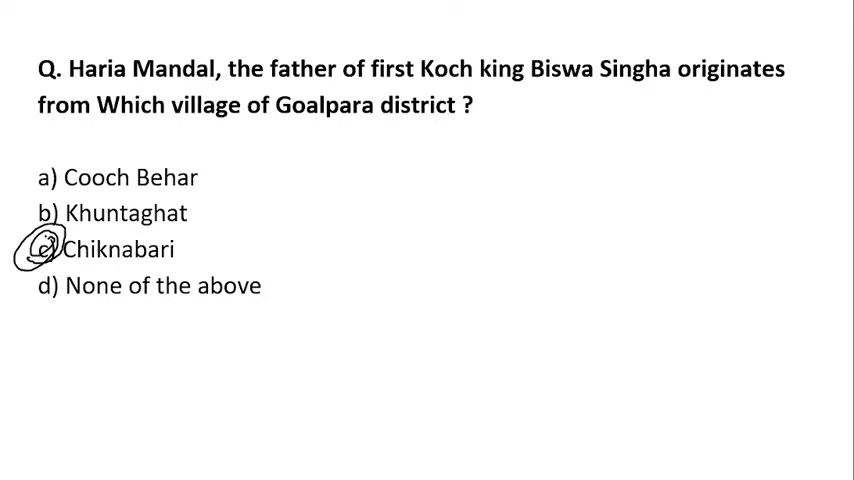 Q. Haria Mandal, the father of first Koch king Biswa Singha originates
from Which village of Goalpara district ?
a) Cooch Behar
b) Khuntaghat
c) Chiknabari
d) None of the above